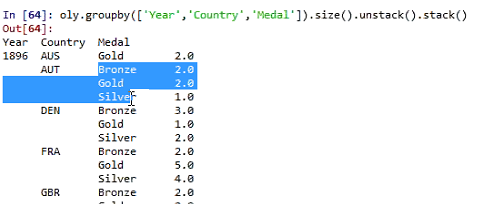 In [64]: oly.groupby(['Year','Country','Medal']).size().unstack().stack()
Out[64]:
Year  Country  Medal
1896  AUS      Gold      2.0
      AUT      Bronze    2.0
               Gold      2.0
               Silver    1.0
      DEN      Bronze    3.0
               Gold      1.0
               Silver    2.0
      FRA      Bronze    2.0
               Gold      5.0
               Silver    4.0
      GBR      Bronze    2.0